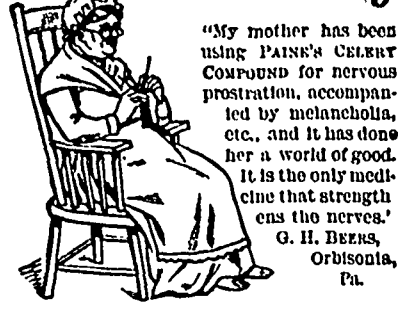 "My mother has been
using PAINE'S CELERY
COMPOUND for nervous
prostration, accompan-
ied by melancholia,
etc., and it has done
her a world of good.
It is the only medi-
cine that strength
ens the nerves.'
G. H. BEERS,
Orbisonia,
Pa.